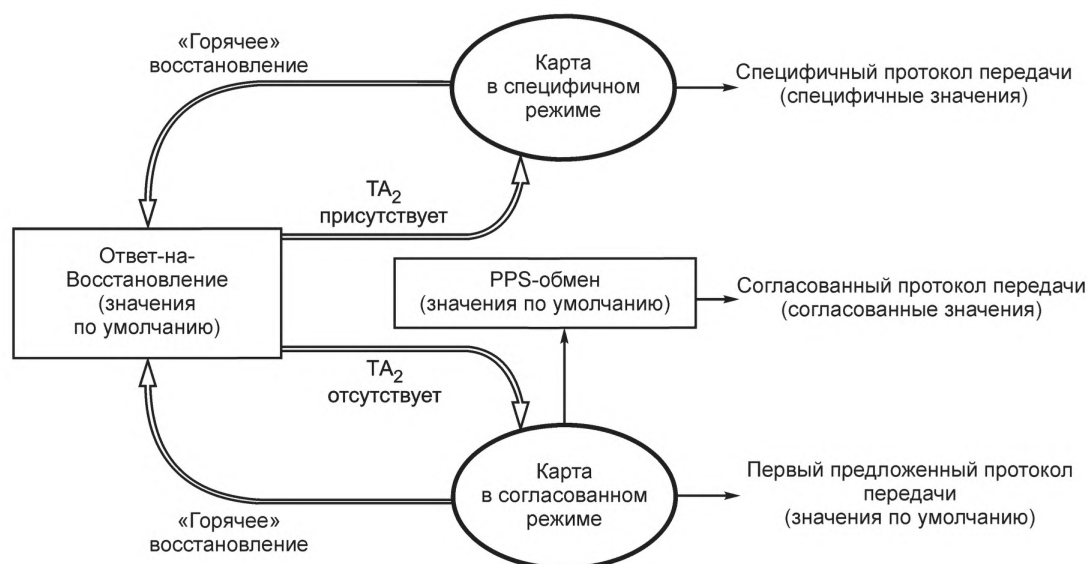 «Горячее»
восстановление
Карта
в специфичном
режиме
Специфичный протокол передачи
(специфичные значения)
TA2
присутствует
Ответ-на-
Восстановление
(значения
по умолчанию)
PPS-обмен
(значения по умолчанию)
Согласованный протокол передачи
(согласованные значения)
TA2
отсутствует
Карта
в согласованном
режиме
Первый предложенный протокол
передачи
(значения по умолчанию)
«Горячее»
восстановление